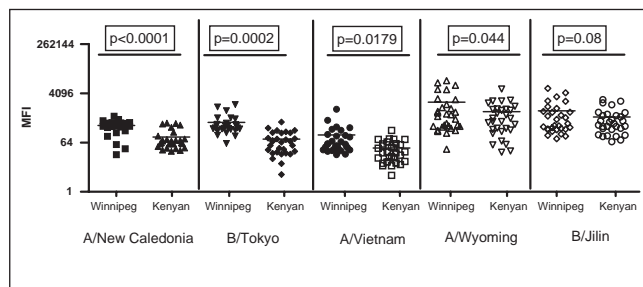 p<0.0001 p=0.0002 p=0.0179 p=0.044 p=0.08
262144
4096
64
1
MFI
Winnipeg Kenyan Winnipeg Kenyan Winnipeg Kenyan Winnipeg Kenyan Winnipeg Kenyan
A/New Caledonia B/Tokyo A/Vietnam A/Wyoming B/Jilin